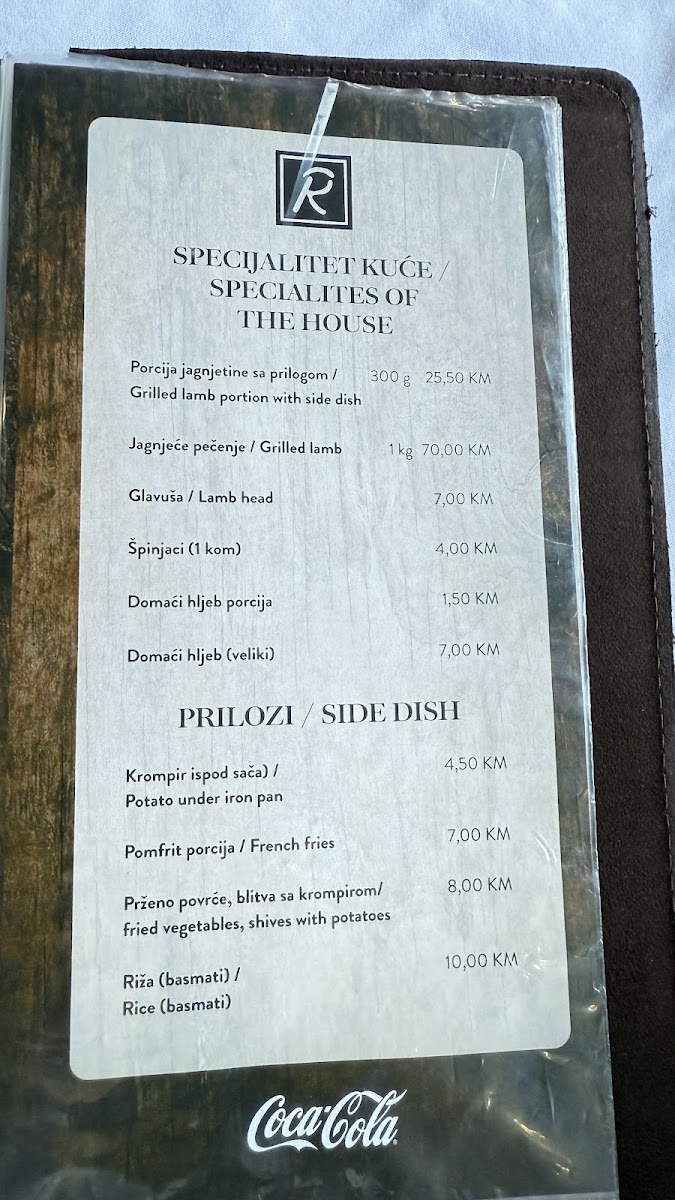 R
SPECIJALITET KUĆE /
SPECIALITES OF
THE HOUSE
Porcija jagnjetine sa prilogom / 300 g 25,50 KM
Grilled lamb portion with side dish
Jagnjeće pečenje / Grilled lamb 1 kg 70,00 KM
Glavuša / Lamb head 7,00 KM
Špinjaci (1 kom) 4,00 KM
Domaći hljeb porcija 1,50 KM
Domaći hljeb (veliki) 7,00 KM
PRILOZI / SIDE DISH
Krompir ispod sača) / 4,50 KM
Potato under iron pan
Pomfrit porcija / French fries 7,00 KM
Prženo povrće, blitva sa krompirom/ 8,00 KM
fried vegetables, shives with potatoes
Riža (basmati) / 10,00 KM
Rice (basmati)
Coca-Cola